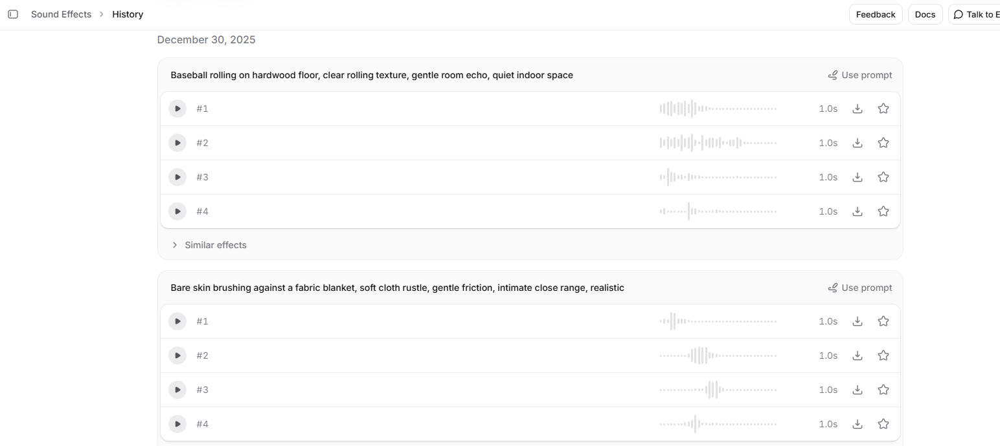 Sound Effects > History
Feedback
Docs
Talk to E
December 30, 2025
Baseball rolling on hardwood floor, clear rolling texture, gentle room echo, quiet indoor space
Use prompt
#1 1.0s
#2 1.0s
#3 1.0s
#4 1.0s
Similar effects
Bare skin brushing against a fabric blanket, soft cloth rustle, gentle friction, intimate close range, realistic
Use prompt
#1 1.0s
#2 1.0s
#3 1.0s
#4 1.0s